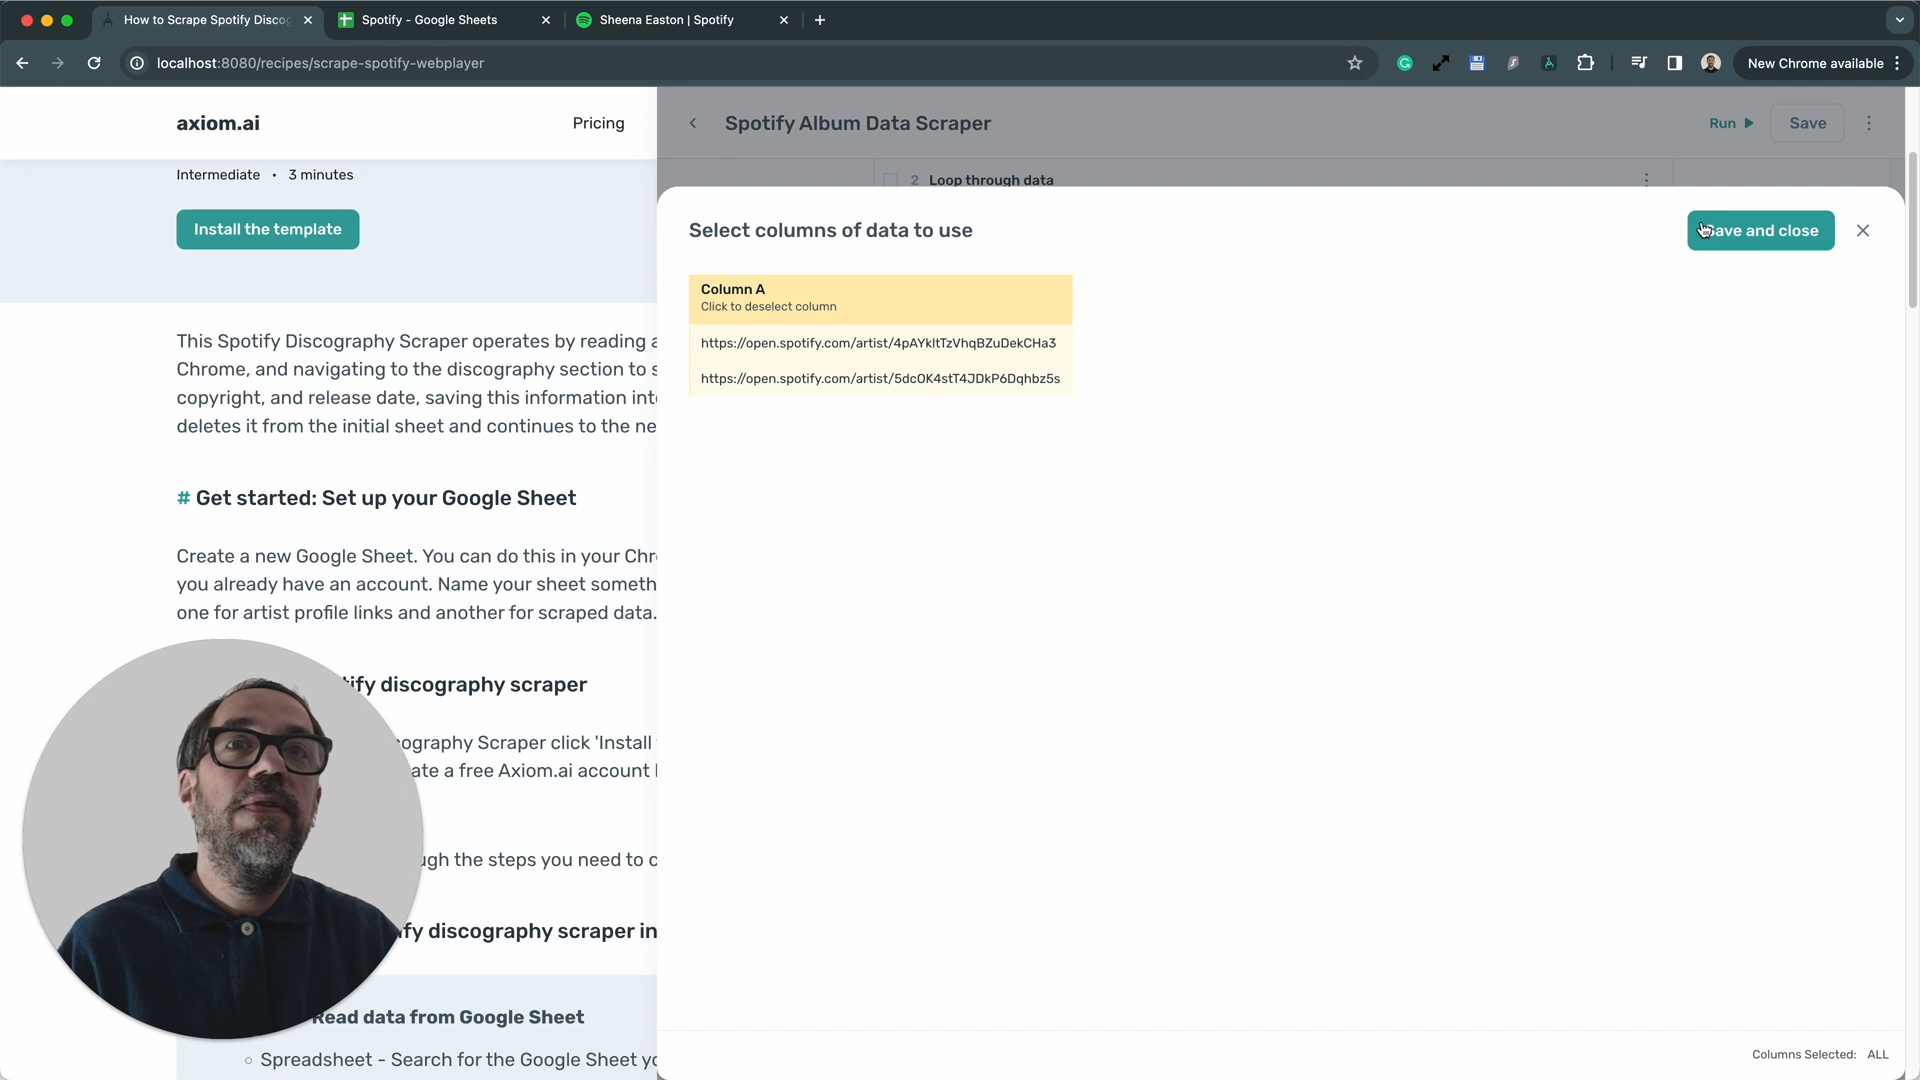 How to Scrape Spotify Discog
Spotify - Google Sheets
Sheena Easton | Spotify
localhost:8080/recipes/scrape-spotify-webplayer
New Chrome available
axiom.ai
Pricing
Spotify Album Data Scraper
Run
Save
Intermediate • 3 minutes
2 Loop through data
Install the template
Select columns of data to use
Save and close
Column A
Click to deselect column
https://open.spotify.com/artist/4pAYkltTzVhqBZuDekCHa3
https://open.spotify.com/artist/5dcOK4stT4JDkP6Dqhbz5s
This Spotify Discography Scraper operates by reading a
Chrome, and navigating to the discography section to s
copyright, and release date, saving this information int
deletes it from the initial sheet and continues to the ne
# Get started: Set up your Google Sheet
Create a new Google Sheet. You can do this in your Chr
you already have an account. Name your sheet someth
one for artist profile links and another for scraped data.
tify discography scraper
cography Scraper click 'Install
ate a free Axiom.ai account
ugh the steps you need to c
ify discography scraper in
Read data from Google Sheet
Spreadsheet - Search for the Google Sheet yo
Columns Selected: ALL